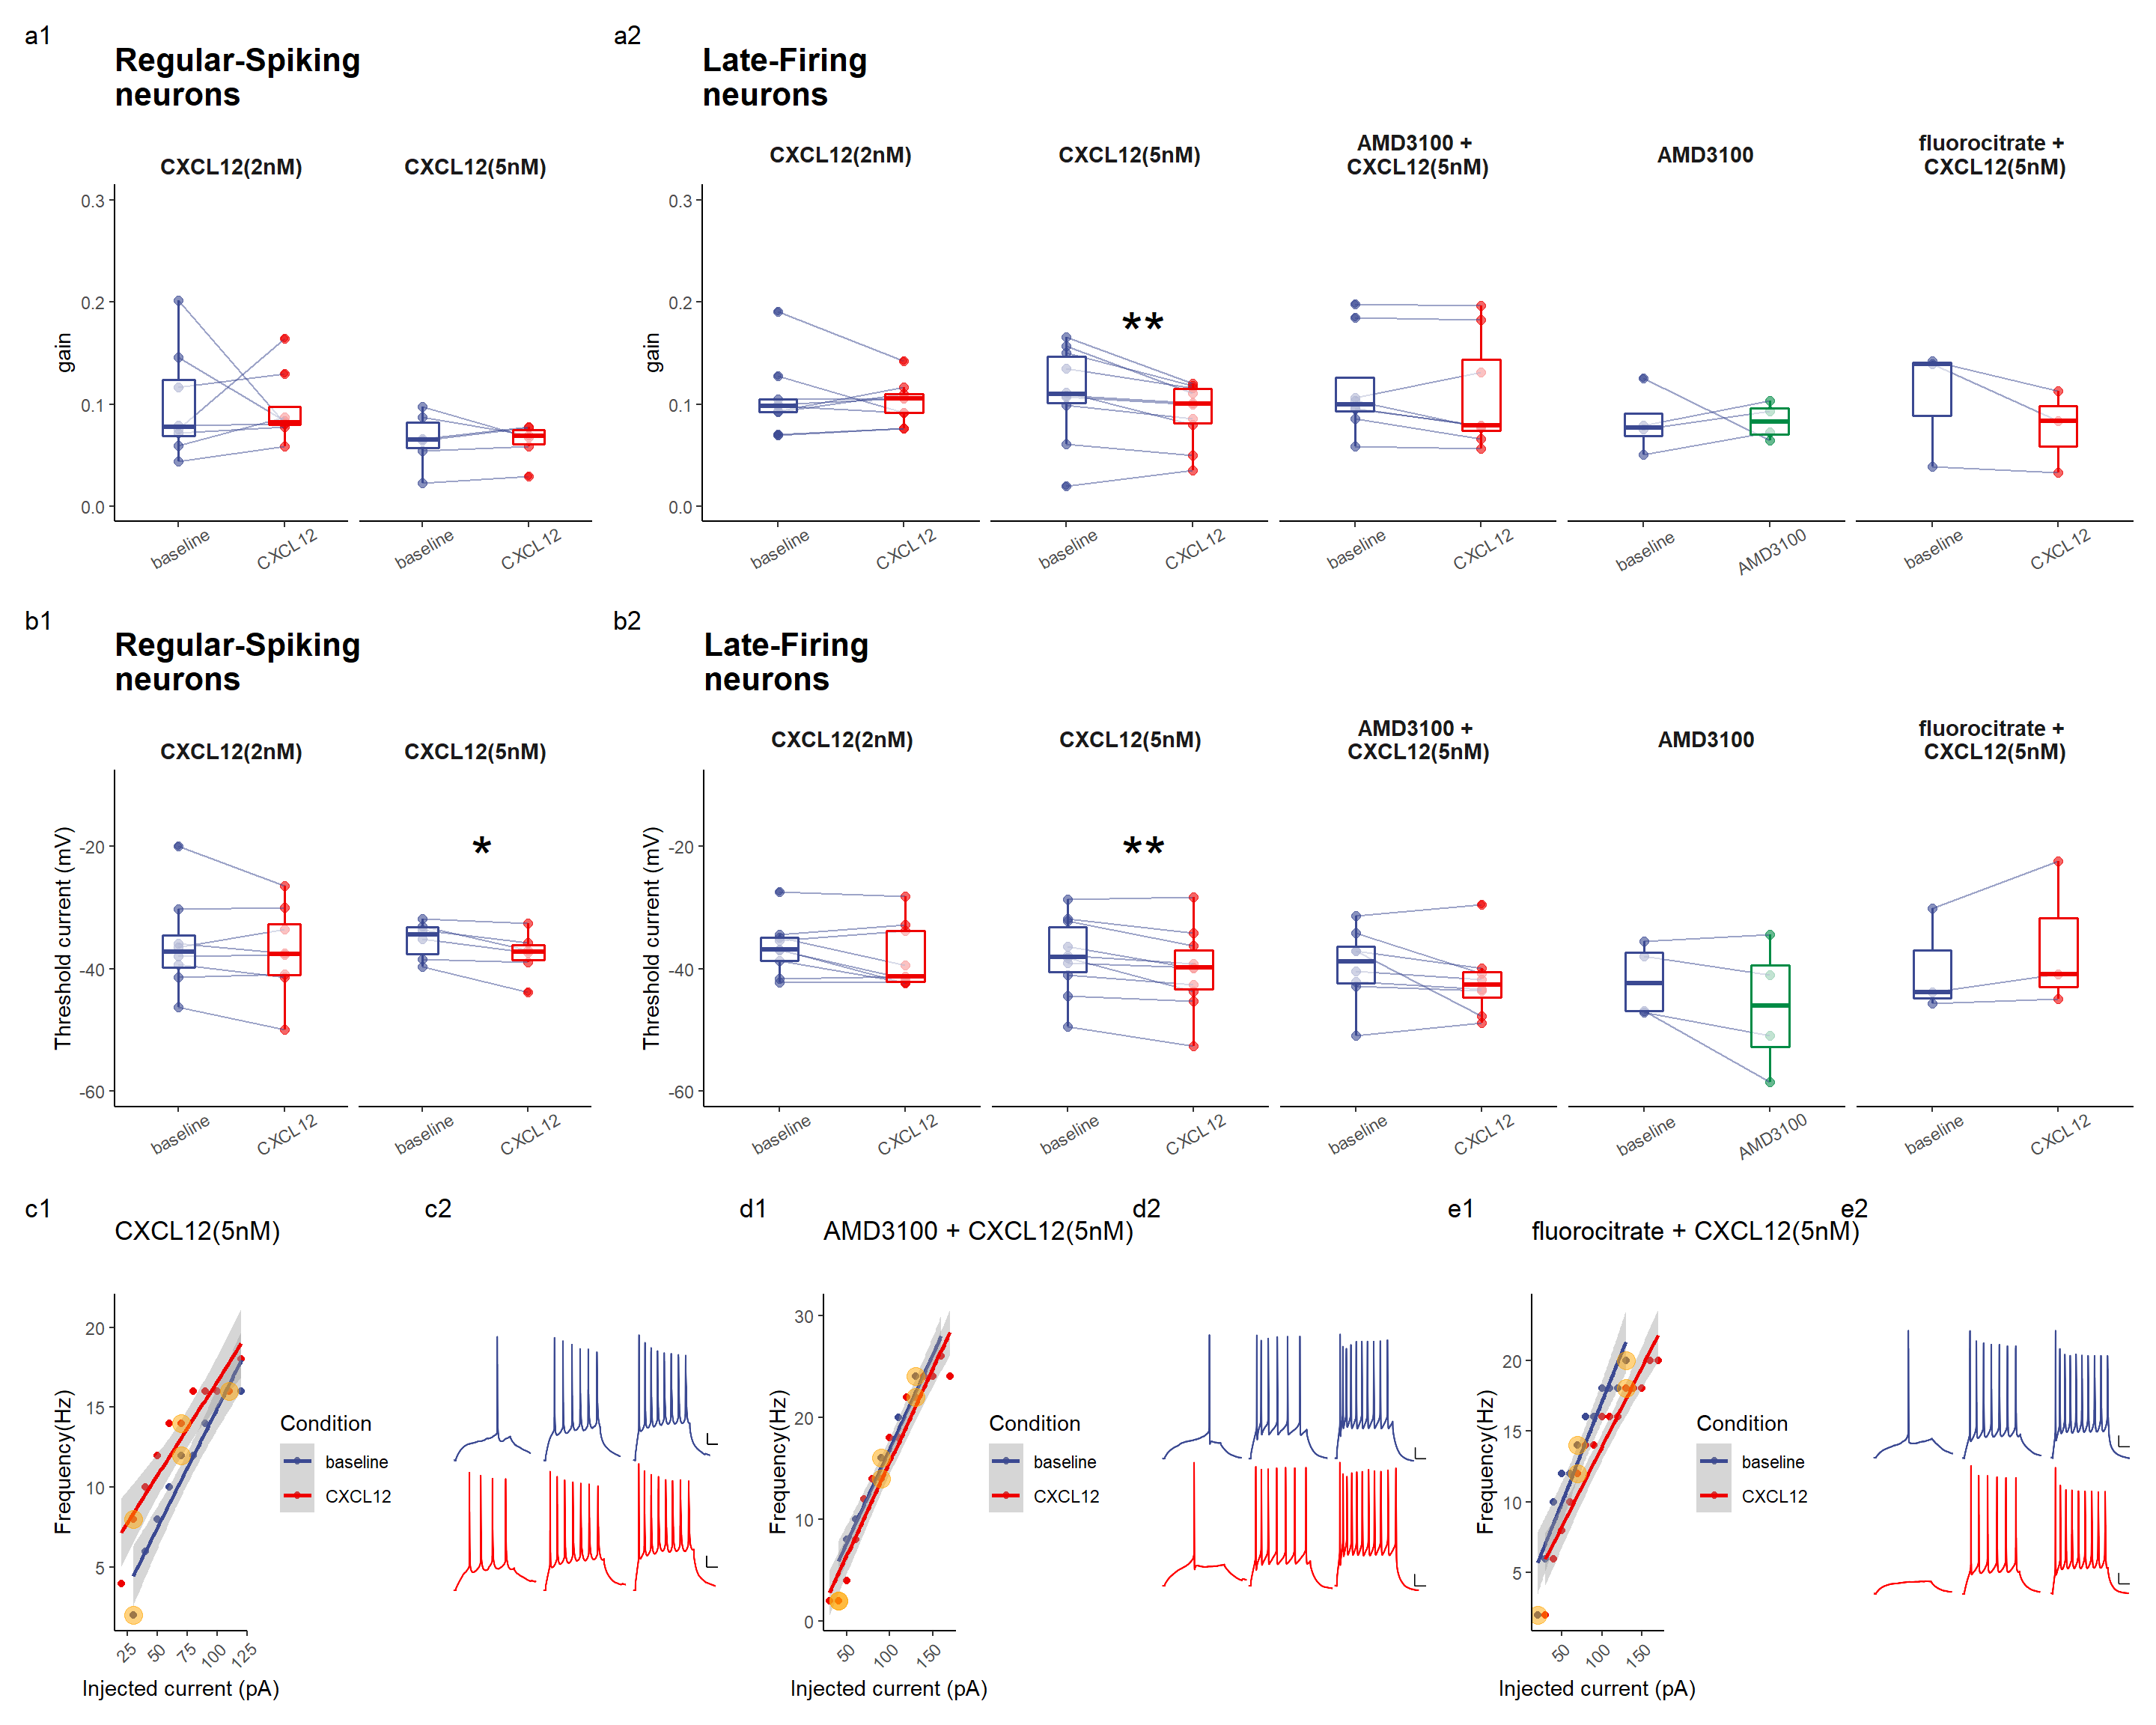 a1
Regular-Spiking
neurons
CXCL12(2nM)
CXCL12(5nM)
gain
0.3
0.2
0.1
0.0
baseline
CXCL12
baseline
CXCL12
a2
Late-Firing
neurons
CXCL12(2nM)
CXCL12(5nM)
AMD3100 +
CXCL12(5nM)
AMD3100
fluorocitrate +
CXCL12(5nM)
gain
0.3
0.2
0.1
0.0
**
baseline
CXCL12
baseline
CXCL12
baseline
CXCL12
baseline
AMD3100
baseline
CXCL12
b1
Regular-Spiking
neurons
CXCL12(2nM)
CXCL12(5nM)
Threshold current (mV)
-20
-40
-60
*
baseline
CXCL12
baseline
CXCL12
b2
Late-Firing
neurons
CXCL12(2nM)
CXCL12(5nM)
AMD3100 +
CXCL12(5nM)
AMD3100
fluorocitrate +
CXCL12(5nM)
Threshold current (mV)
-20
-40
-60
**
baseline
CXCL12
baseline
CXCL12
baseline
CXCL12
baseline
AMD3100
baseline
CXCL12
c1
CXCL12(5nM)
Frequency(Hz)
20
15
10
5
25
50
75
100
125
Injected current (pA)
Condition
baseline
CXCL12
c2
d1
AMD3100 + CXCL12(5nM)
Frequency(Hz)
30
20
10
0
50
100
150
Injected current (pA)
Condition
baseline
CXCL12
d2
e1
fluorocitrate + CXCL12(5nM)
Frequency(Hz)
20
15
10
5
50
100
150
Injected current (pA)
Condition
baseline
CXCL12
e2